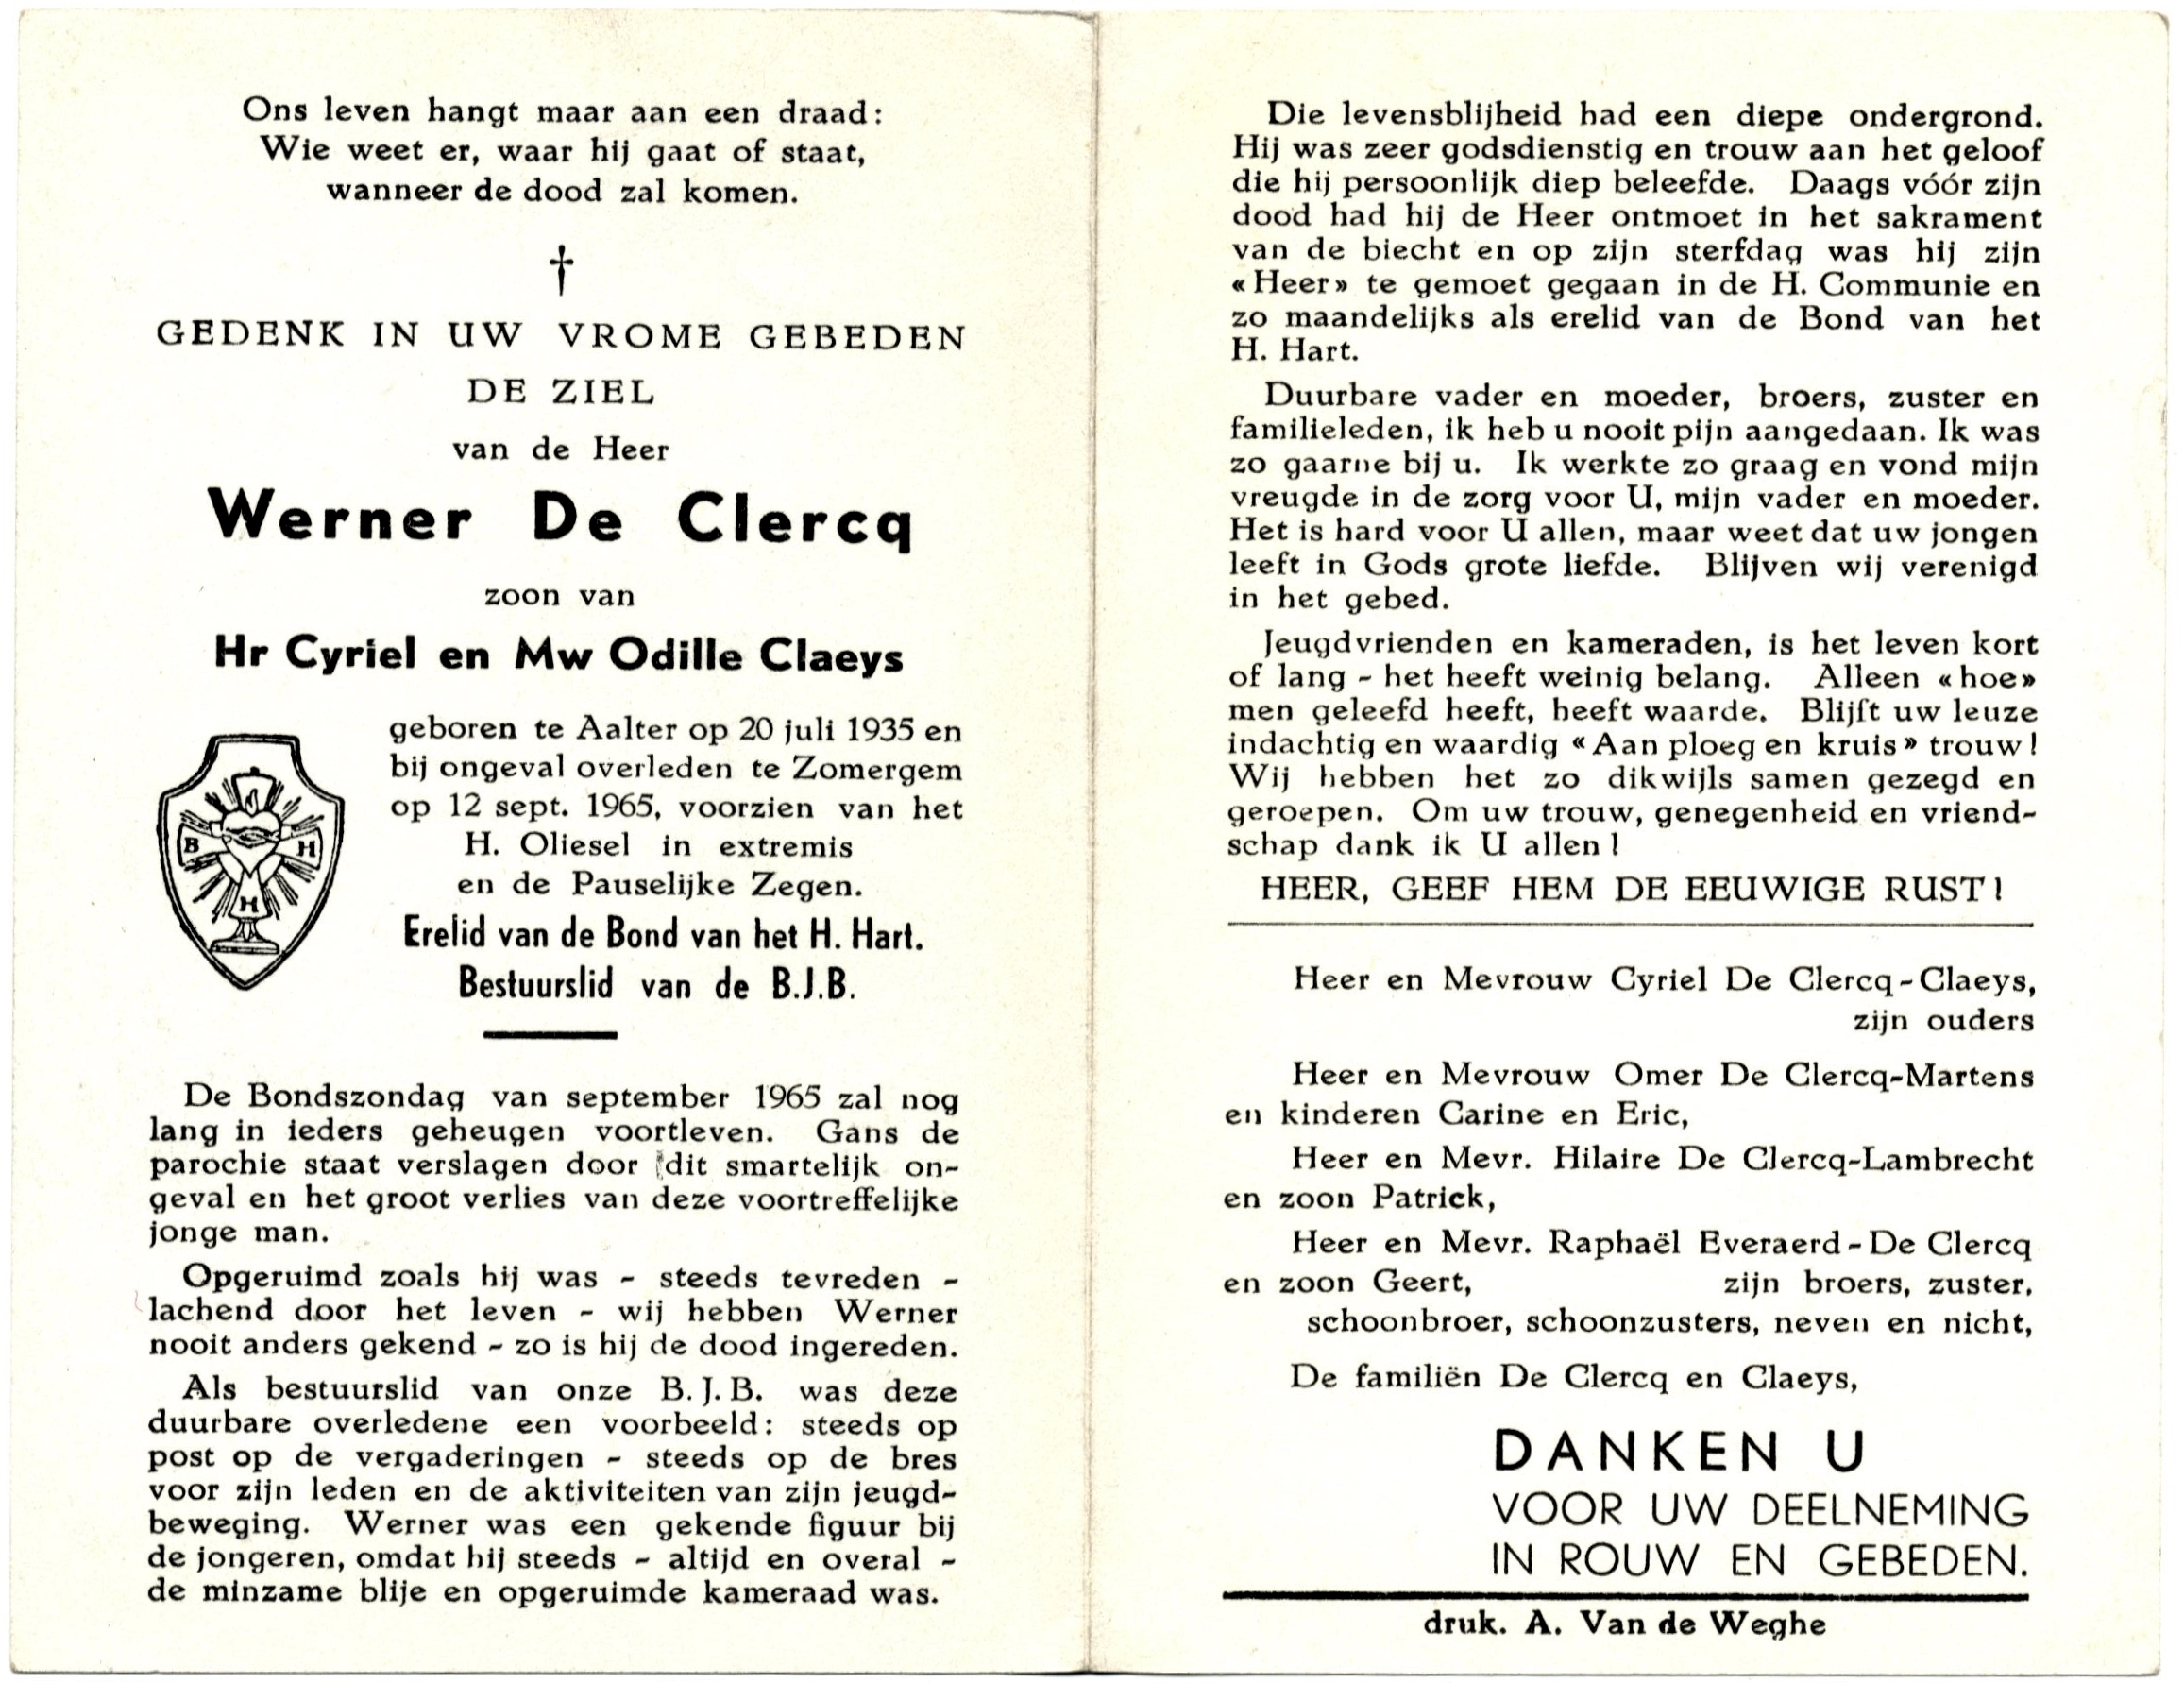 Ons leven hangt maar aan een draad:
Wie weet er, waar hij gaat of staat,
wanneer de dood zal komen.
†
GEDENK IN UW VROME GEBEDEN
DE ZIEL
van de Heer
Werner De Clercq
zoon van
Hr Cyriel en Mw Odille Claeys
geboren te Aalter op 20 juli 1935 en
bij ongeval overleden te Zomergem
op 12 sept. 1965, voorzien van het
H. Oliesel in extremis
en de Pauselijke Zegen.
B H
H
Erelid van de Bond van het H. Hart.
Bestuurslid van de B.J.B.
De Bondszondag van september 1965 zal nog
lang in ieders geheugen voortleven. Gans de
parochie staat verslagen door dit smartelijk on-
geval en het groot verlies van deze voortreffelijke
jonge man.
Opgeruimd zoals hij was - steeds tevreden -
lachend door het leven - wij hebben Werner
nooit anders gekend - zo is hij de dood ingereden.
Als bestuurslid van onze B. J. B. was deze
duurbare overledene een voorbeeld: steeds op
post op de vergaderingen - steeds op de bres
voor zijn leden en de aktiviteiten van zijn jeugd-
beweging. Werner was een gekende figuur bij
de jongeren, omdat hij steeds - altijd en overal -
de minzame blije en opgeruimde kameraad was.
Die levensblijheid had een diepe ondergrond.
Hij was zeer godsdienstig en trouw aan het geloof
die hij persoonlijk diep beleefde. Daags vóór zijn
dood had hij de Heer ontmoet in het sakrament
van de biecht en op zijn sterfdag was hij zijn
«Heer» te gemoet gegaan in de H. Communie en
zo maandelijks als erelid van de Bond van het
H. Hart.
Duurbare vader en moeder, broers, zuster en
familieleden, ik heb u nooit pijn aangedaan. Ik was
zo gaarne bij u. Ik werkte zo graag en vond mijn
vreugde in de zorg voor U, mijn vader en moeder.
Het is hard voor U allen, maar weet dat uw jongen
leeft in Gods grote liefde. Blijven wij verenigd
in het gebed.
Jeugdvrienden en kameraden, is het leven kort
of lang - het heeft weinig belang. Alleen «hoe»
men geleefd heeft, heeft waarde. Blijft uw leuze
indachtig en waardig «Aan ploeg en kruis» trouw!
Wij hebben het zo dikwijls samen gezegd en
geroepen. Om uw trouw, genegenheid en vriend-
schap dank ik U allen!
HEER, GEEF HEM DE EEUWIGE RUST!
Heer en Mevrouw Cyriel De Clercq-Claeys,
zijn ouders
Heer en Mevrouw Omer De Clercq-Martens
en kinderen Carine en Eric,
Heer en Mevr. Hilaire De Clercq-Lambrecht
en zoon Patrick,
Heer en Mevr. Raphaël Everaerd-De Clercq
en zoon Geert, zijn broers, zuster,
schoonbroer, schoonzusters, neven en nicht,
De familiën De Clercq en Claeys,
DANKEN U
VOOR UW DEELNEMING
IN ROUW EN GEBEDEN.
druk. A. Van de Weghe